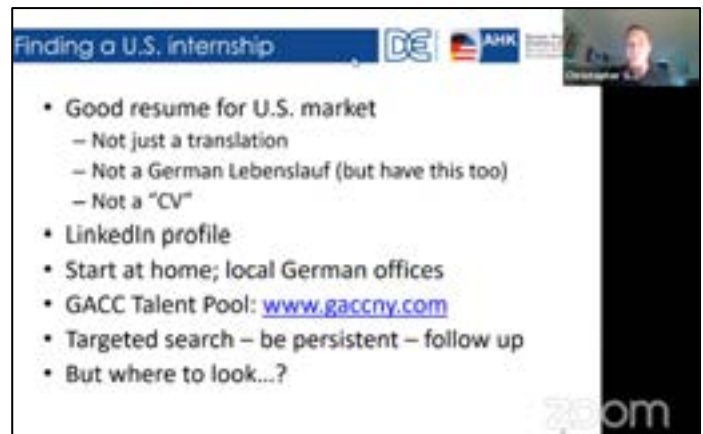 Finding a U.S. internship
DE
AHK
Christopher
• Good resume for U.S. market
– Not just a translation
– Not a German Lebenslauf (but have this too)
– Not a “CV”
• LinkedIn profile
• Start at home; local German offices
• GACC Talent Pool: www.gaccny.com
• Targeted search – be persistent – follow up
• But where to look...?
zoom